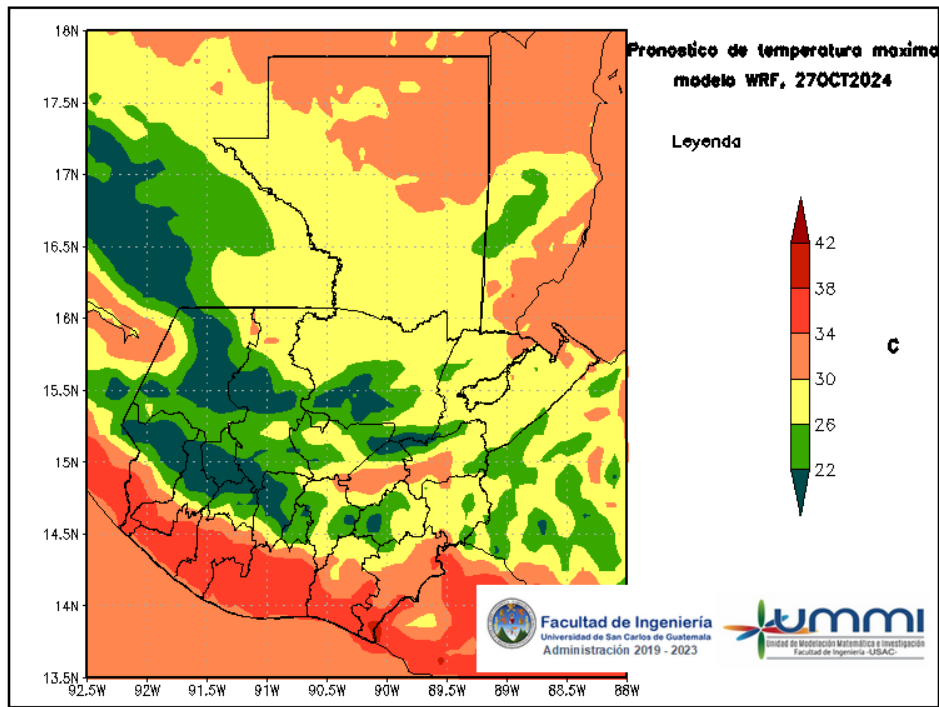 Pronostico de temperatura maxima
modelo WRF, 27OCT2024
Leyenda
42
38
34
30
26
22
C
18N
17.5N
17N
16.5N
16N
15.5N
15N
14.5N
14N
13.5N
92.5W
92W
91.5W
91W
90.5W
90W
89.5W
89W
88.5W
88W
Facultad de Ingeniería
Universidad de San Carlos de Guatemala
Administración 2019 - 2023
ummi
Unidad de Modelación Matemática e Investigación
Facultad de Ingeniería -USAC-